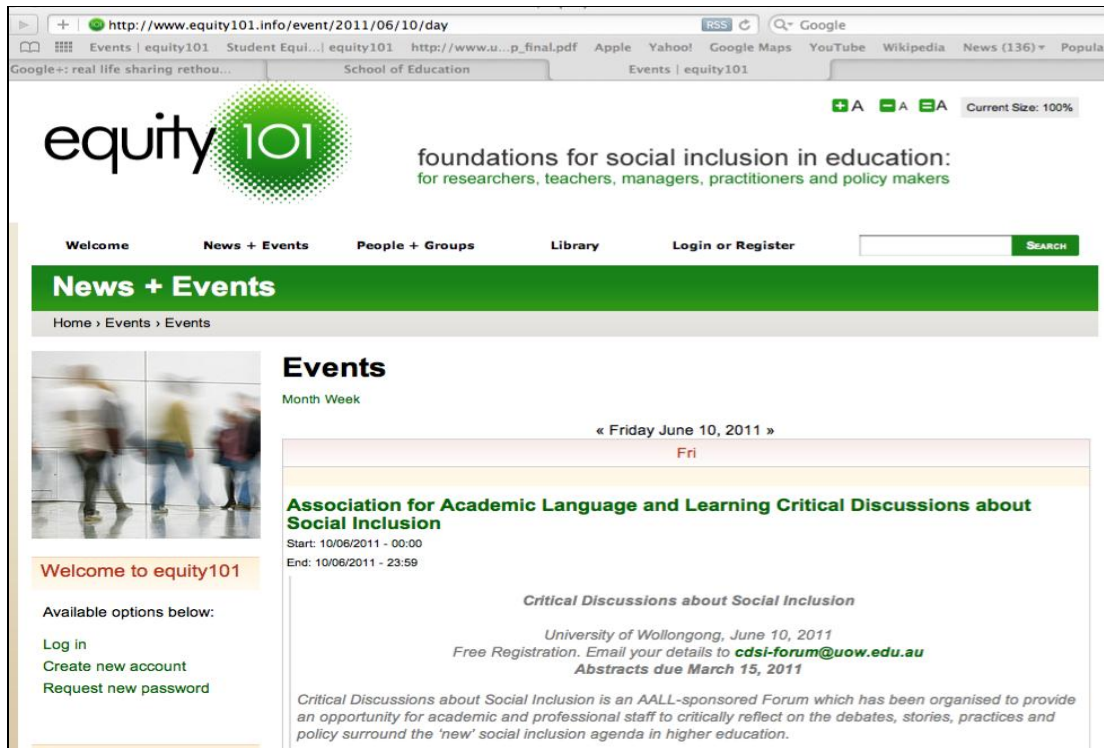 http://www.equity101.info/event/2011/06/10/day
RSS
Google
Events | equity101 Student Equi...| equity101 http://www.u...p_final.pdf Apple Yahoo! Google Maps YouTube Wikipedia News (136) Popula
Google+: real life sharing rethou... School of Education Events | equity101
A A A Current Size: 100%
equity 101
foundations for social inclusion in education:
for researchers, teachers, managers, practitioners and policy makers
Welcome News + Events People + Groups Library Login or Register SEARCH
News + Events
Home › Events › Events
Events
Month Week
« Friday June 10, 2011 »
Fri
Association for Academic Language and Learning Critical Discussions about
Social Inclusion
Start: 10/06/2011 - 00:00
End: 10/06/2011 - 23:59
Critical Discussions about Social Inclusion
University of Wollongong, June 10, 2011
Free Registration. Email your details to cdsi-forum@uow.edu.au
Abstracts due March 15, 2011
Critical Discussions about Social Inclusion is an AALL-sponsored Forum which has been organised to provide
an opportunity for academic and professional staff to critically reflect on the debates, stories, practices and
policy surround the 'new' social inclusion agenda in higher education.
Welcome to equity101
Available options below:
Log in
Create new account
Request new password